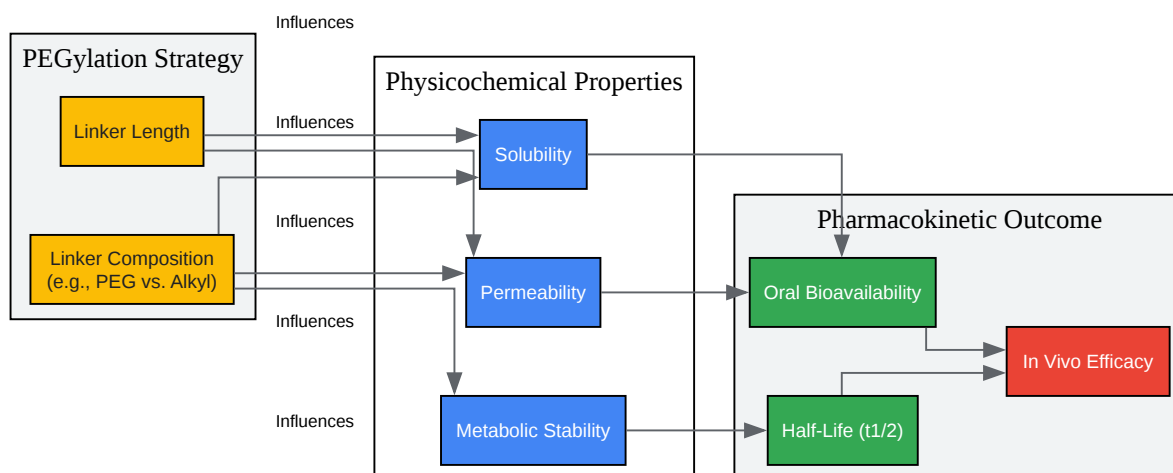 Influences
PEGylation Strategy
Physicochemical Properties
Linker Length
Influences
Solubility
Influences
Pharmacokinetic Outcome
Linker Composition
(e.g., PEG vs. Alkyl)
Permeability
Oral Bioavailability
Influences
In Vivo Efficacy
Influences
Metabolic Stability
Half-Life (t1/2)